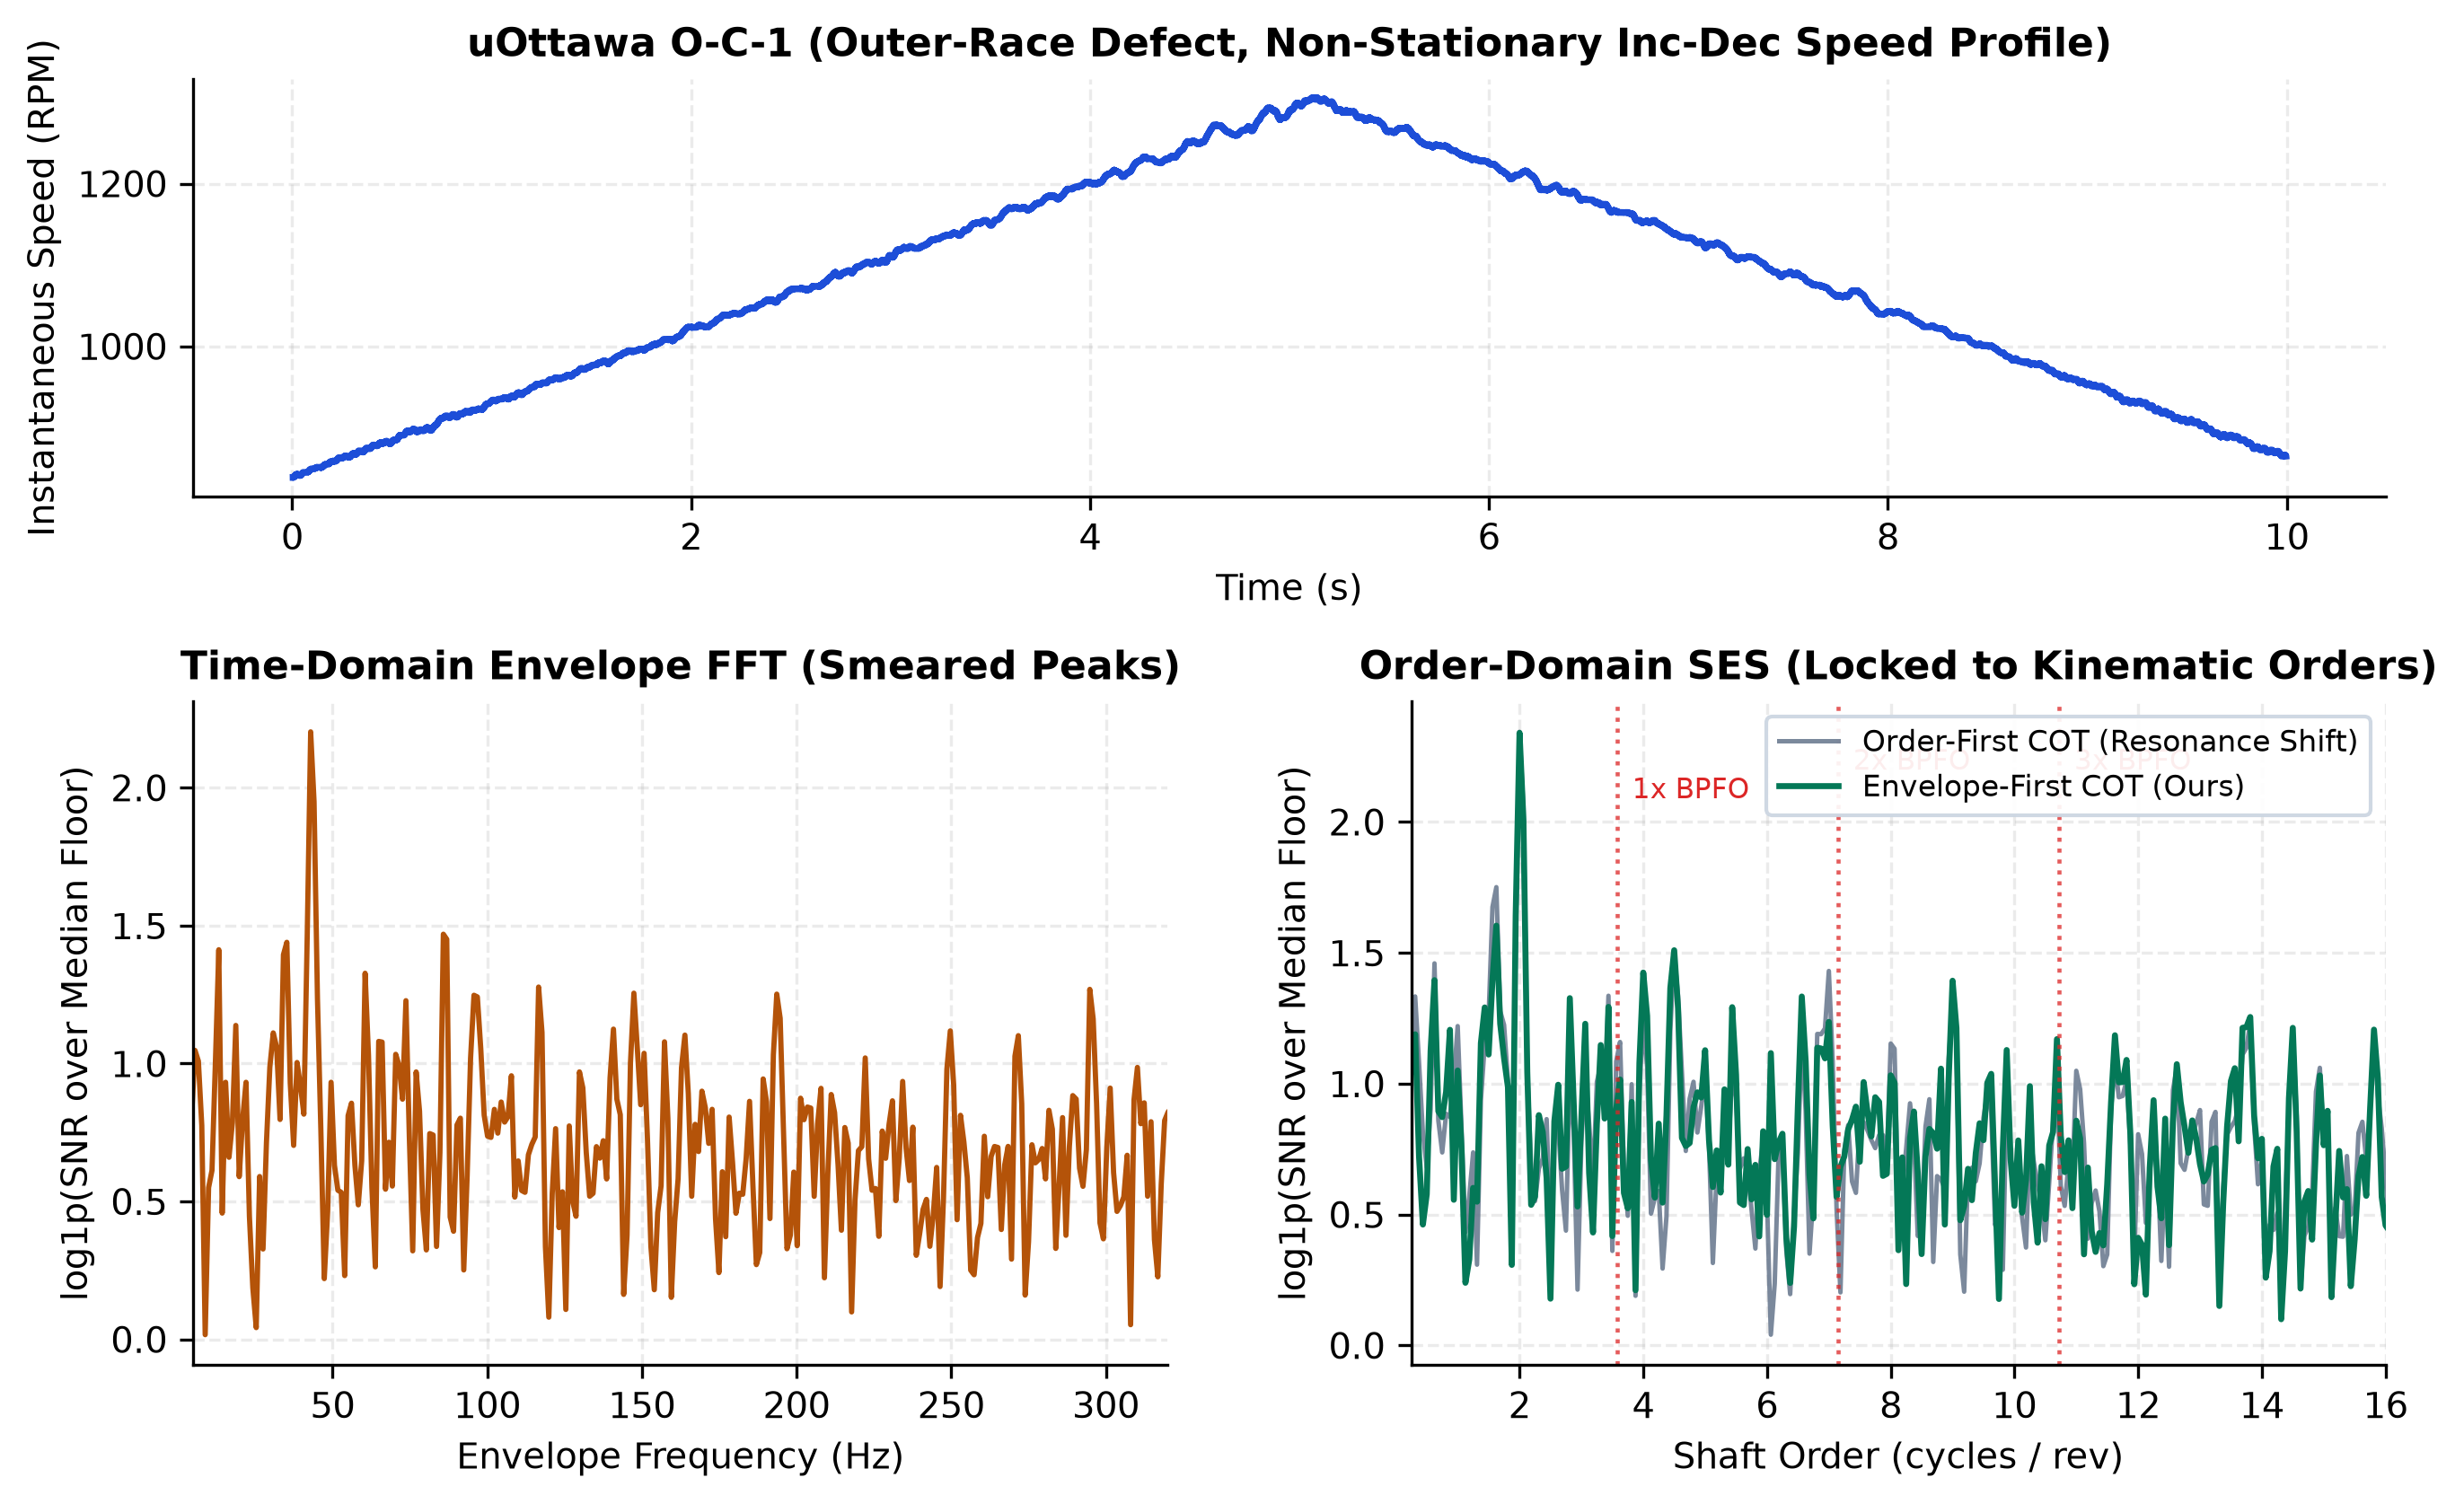 uOttawa O-C-1 (Outer-Race Defect, Non-Stationary Inc-Dec Speed Profile)
Instantaneous Speed (RPM)
1200
1000
0 2 4 6 8 10
Time (s)
Time-Domain Envelope FFT (Smeared Peaks)
log1p(SNR over Median Floor)
2.0
1.5
1.0
0.5
0.0
50 100 150 200 250 300
Envelope Frequency (Hz)
Order-Domain SES (Locked to Kinematic Orders)
log1p(SNR over Median Floor)
2.0
1.5
1.0
0.5
0.0
1x BPFO
2x BPFO
3x BPFO
Order-First COT (Resonance Shift)
Envelope-First COT (Ours)
2 4 6 8 10 12 14 16
Shaft Order (cycles / rev)